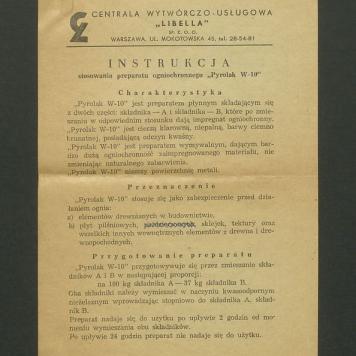 CENTRALA WYTWÓRCZO-USŁUGOWA
„LIBELLA"
SP. Z. O. O.
WARSZAWA, UL. MOKOTOWSKA 45, tel. 28-54-81
INSTRUKCJA
stosowania preparatu ogniochronnego „Pyrolak W-10"
Charakterystyka
„Pyrolak W-10" jest preparatem płynnym składającym się
z dwóch części: składnika — A i składnika — B, które po zmie-
szaniu w odpowiednim stosunku dają impregnat ogniochronny.
„Pyrolak W-10" jest cieczą klarowną, niepalną, barwy ciemno
brunatnej, posiadającą odczyn kwaśny.
„Pyrolak W-10" jest preparatem wymywalnym, dającym bar-
dzo dużą ogniochronność zaimpregnowanego materiału, nie
zmieniając naturalnego zabarwienia.
„Pyrolak W-10" niszczy powierzchnię metali.
Przeznaczenie
„Pyrolak W-10" stosuje się jako zabezpieczenie przed dzia-
łaniem ognia:
a) elementów drewnianych w budownictwie,
b) płyt pilśniowych, sklejek, tektury oraz
wszelkich innych wewnętrznych elementów z drewna i dre-
wnopochodnych.
Przygotowanie preparatu
„Pyrolak W-10" przygotowywuje się przez zmieszanie skła-
dników A i B w następującej proporcji:
na 100 kg składnika A — 37 kg składnika B.
Oba składniki należy wymieszać w naczyniu kwasoodpornym
nieżelaznym wprowadzając stopniowo do składnika A, skład-
nik B.
Preparat nadaje się do użytku po upływie 2 godzin od mo-
mentu wymieszania obu składników.
Po upływie 24 godzin preparat nie nadaje się do użytku.